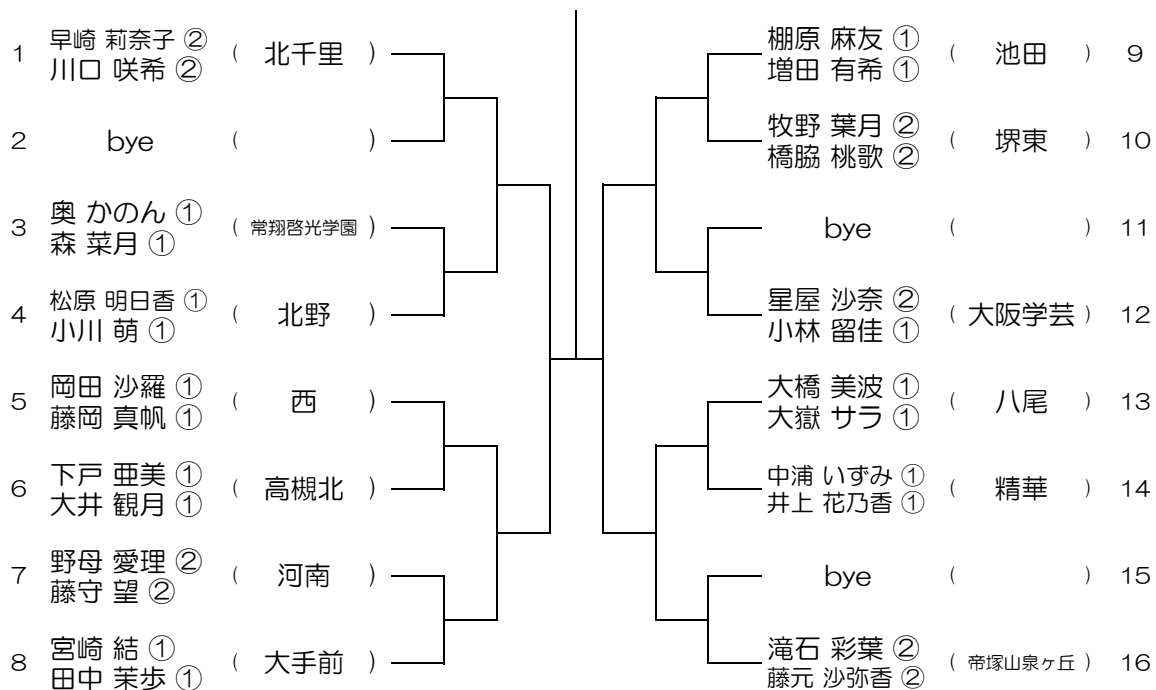 1 早崎 莉奈子 ② ( 北千里 )
川口 咲希 ②
2 bye ( )
3 奥 かのん ① ( 常翔啓光学園 )
森 菜月 ①
4 松原 明日香 ① ( 北野 )
小川 萌 ①
5 岡田 沙羅 ① ( 西 )
藤岡 真帆 ①
6 下戸 亜美 ① ( 高槻北 )
大井 観月 ①
7 野母 愛理 ② ( 河南 )
藤守 望 ②
8 宮崎 結 ① ( 大手前 )
田中 茉歩 ①
棚原 麻友 ① ( 池田 ) 9
増田 有希 ①
牧野 葉月 ② ( 堺東 ) 10
橋脇 桃歌 ②
bye ( ) 11
星屋 沙奈 ② ( 大阪学芸 ) 12
小林 留佳 ①
大橋 美波 ① ( 八尾 ) 13
大嶽 サラ ①
中浦 いずみ ① ( 精華 ) 14
井上 花乃香 ①
bye ( ) 15
滝石 彩葉 ② ( 帝塚山泉ヶ丘 ) 16
藤元 沙弥香 ②